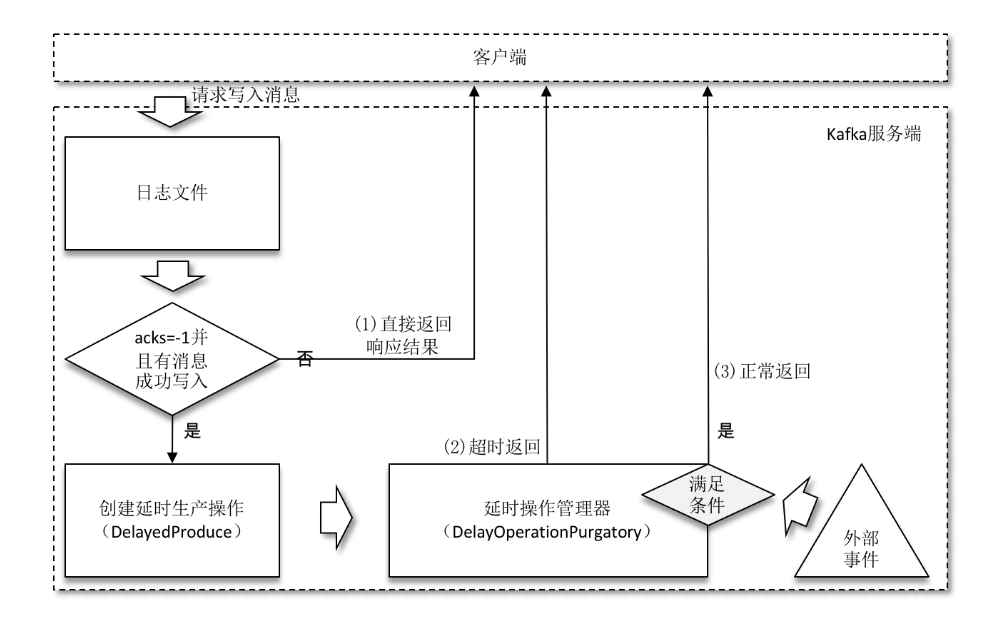 客户端
请求写入消息
Kafka服务端
日志文件
acks=-1并
且有消息
成功写入
否
(1)直接返回
响应结果
是
创建延时生产操作
（DelayedProduce）
(2)超时返回
延时操作管理器
（DelayOperationPurgatory）
(3)正常返回
是
满足
条件
外部
事件